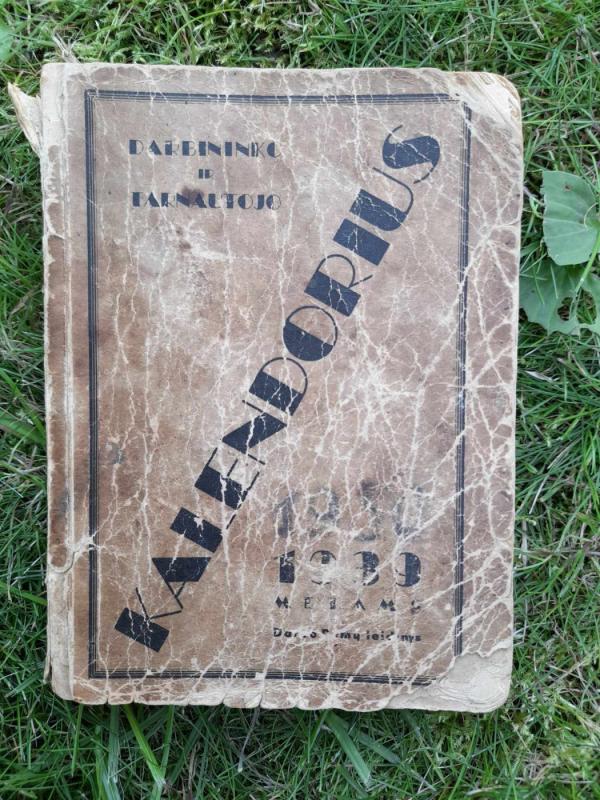 DARBININKO
IR
TARNAUTOJO
KALENDORIUS
1939
METAMS
Darbo Rūmų leidinys